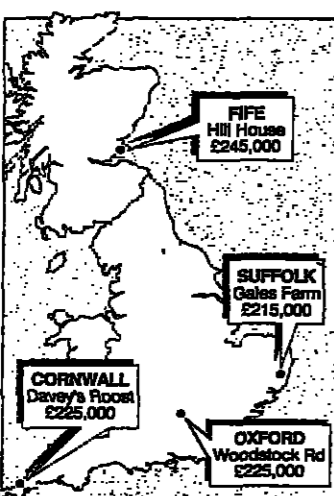 FIFE
Hill House
£245,000
SUFFOLK
Gales Farm
£215,000
CORNWALL
Davey's Roost
£225,000
OXFORD
Woodstock Rd
£225,000